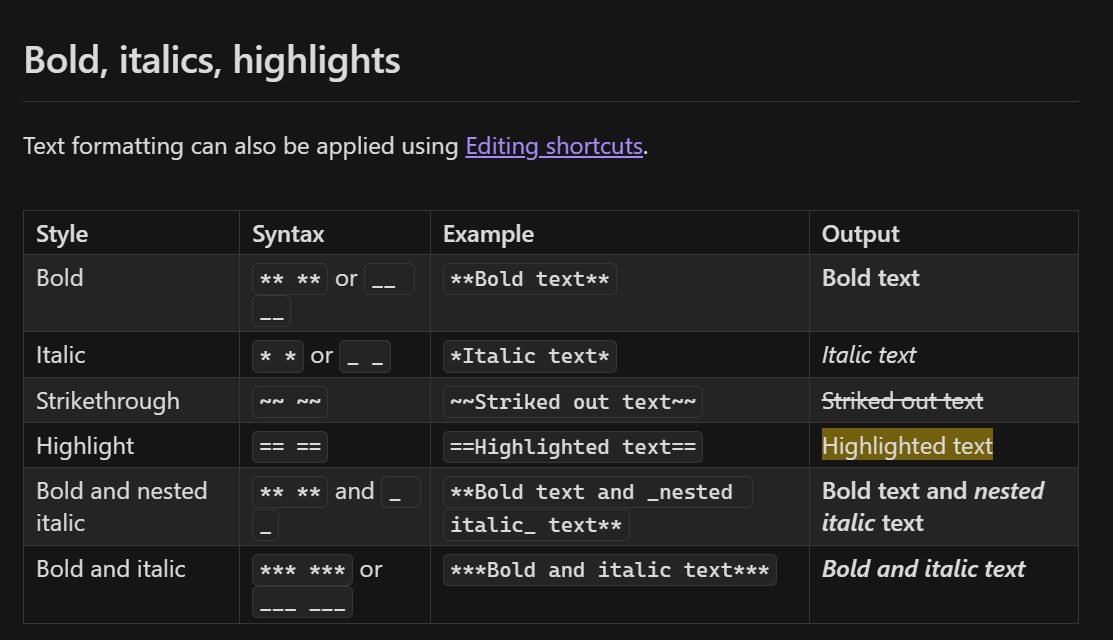 Bold, italics, highlights
Text formatting can also be applied using Editing shortcuts.
Style Syntax Example Output
Bold ** ** or __ __ **Bold text** Bold text
Italic * * or _ _ *Italic text* Italic text
Strikethrough ~~ ~~ ~~Striked out text~~ Striked out text
Highlight == == ==Highlighted text== Highlighted text
Bold and nested italic ** ** and _ _ **Bold text and _nested italic_ text** Bold text and nested italic text
Bold and italic *** *** or ___ ___ ***Bold and italic text*** Bold and italic text